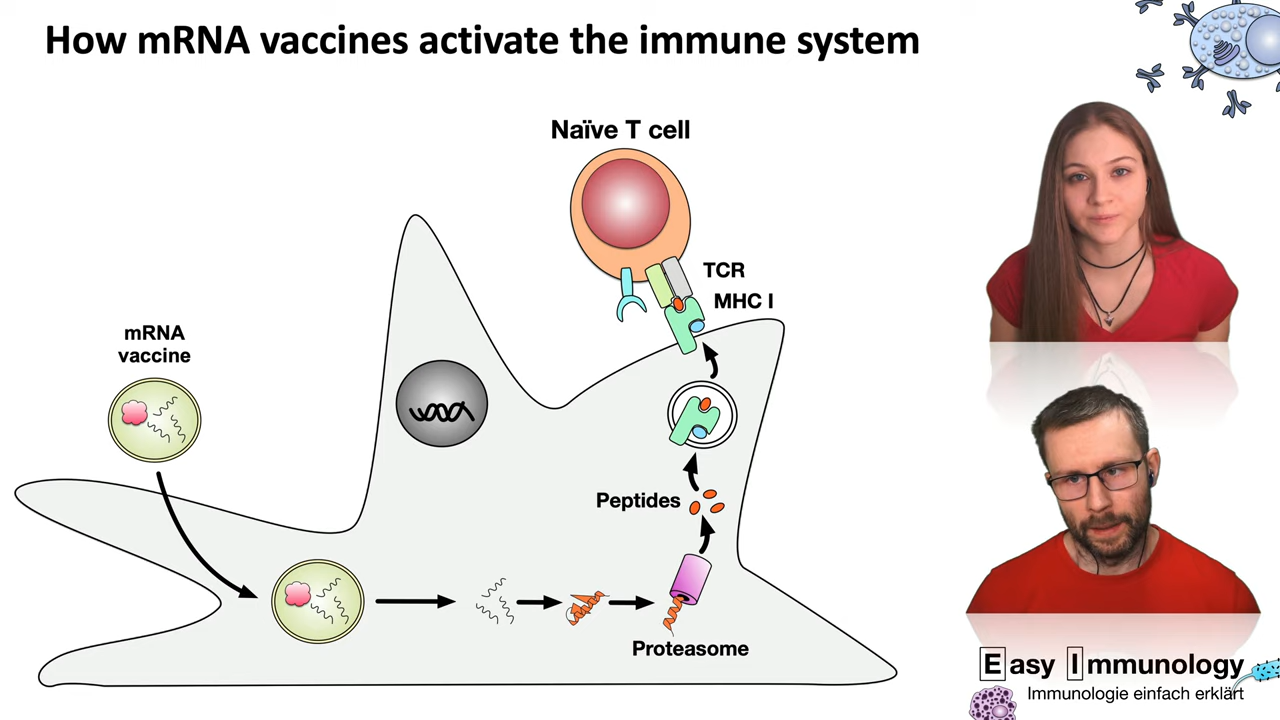 How mRNA vaccines activate the immune system
Naïve T cell
TCR
MHC I
mRNA
vaccine
Peptides
Proteasome
Easy Immunology
Immunologie einfach erklärt